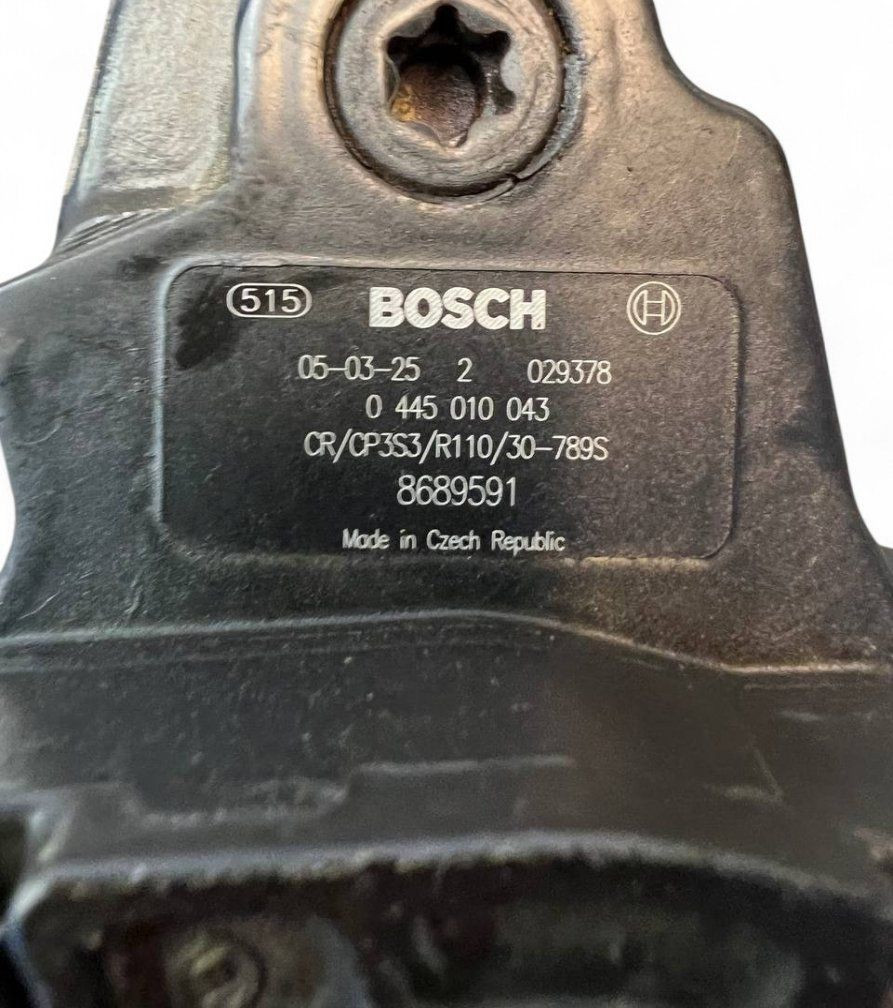 515 BOSCH
05-03-25 2 029378
0 445 010 043
CR/CP3S3/R110/30-789S
8689591
Made in Czech Republic